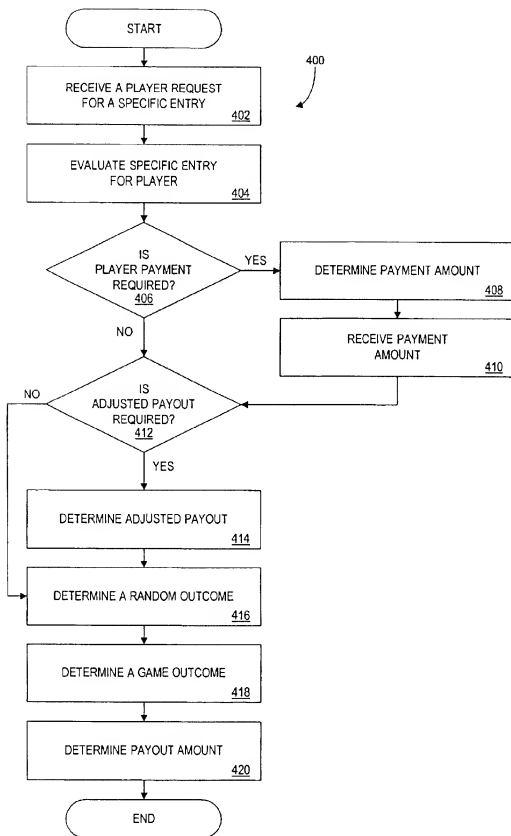 START
400
RECEIVE A PLAYER REQUEST
FOR A SPECIFIC ENTRY
402
EVALUATE SPECIFIC ENTRY
FOR PLAYER
404
IS
PLAYER PAYMENT
REQUIRED?
406
YES
DETERMINE PAYMENT AMOUNT
408
NO
RECEIVE PAYMENT
AMOUNT
410
IS
ADJUSTED PAYOUT
REQUIRED?
412
NO
YES
DETERMINE ADJUSTED PAYOUT
414
DETERMINE A RANDOM OUTCOME
416
DETERMINE A GAME OUTCOME
418
DETERMINE PAYOUT AMOUNT
420
END